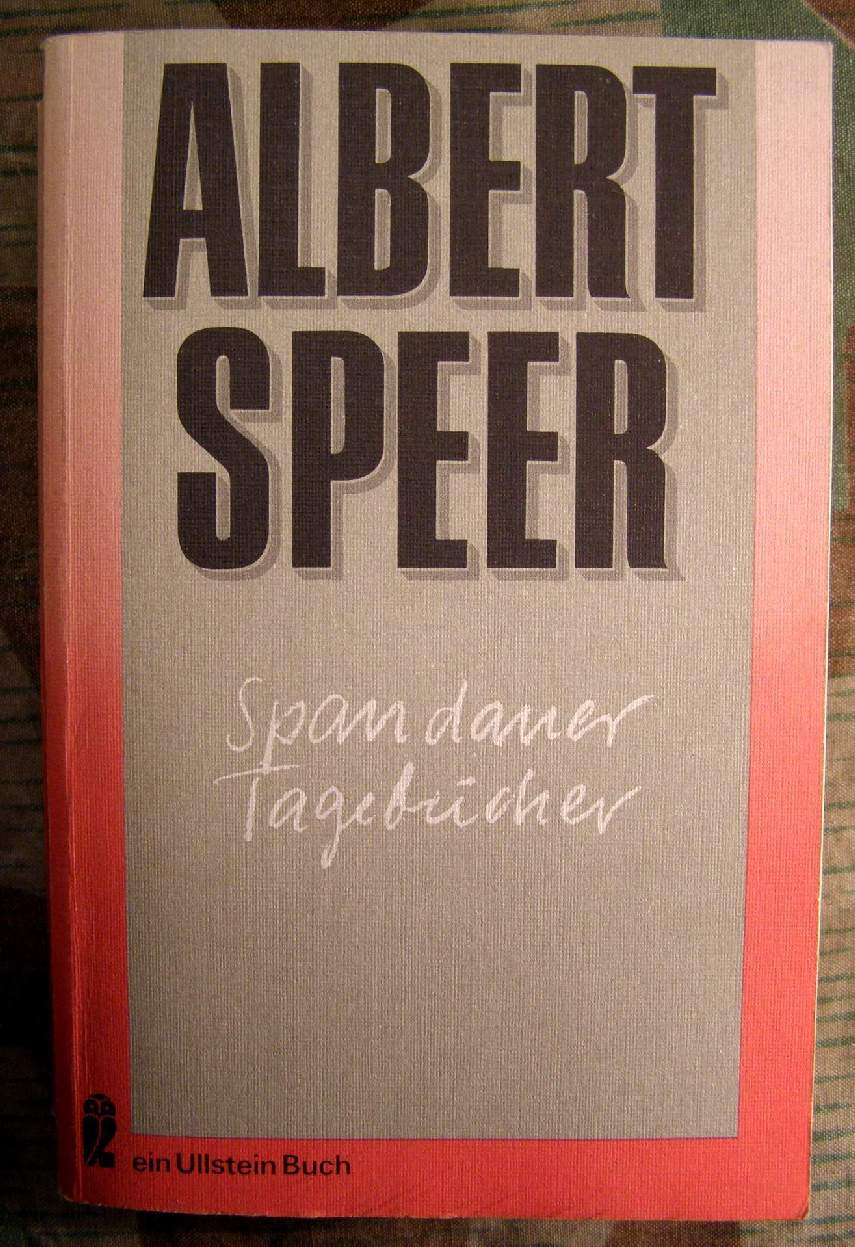 ALBERT
SPEER
Spandauer
Tagebücher
ein Ullstein Buch